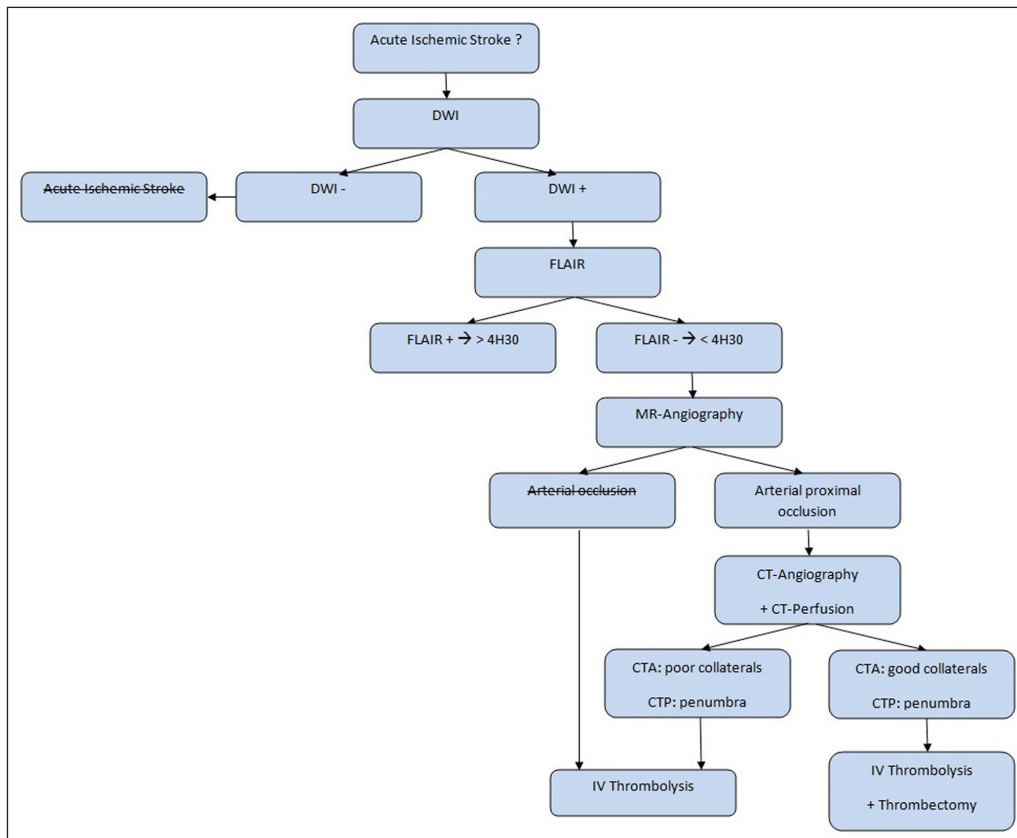 Acute Ischemic Stroke ?
DWI
Acute Ischemic Stroke
DWI -
DWI +
FLAIR
FLAIR + → > 4H30
FLAIR - → < 4H30
MR-Angiography
Arterial occlusion
Arterial proximal
occlusion
CT-Angiography
+ CT-Perfusion
CTA: poor collaterals
CTP: penumbra
CTA: good collaterals
CTP: penumbra
IV Thrombolysis
IV Thrombolysis
+ Thrombectomy